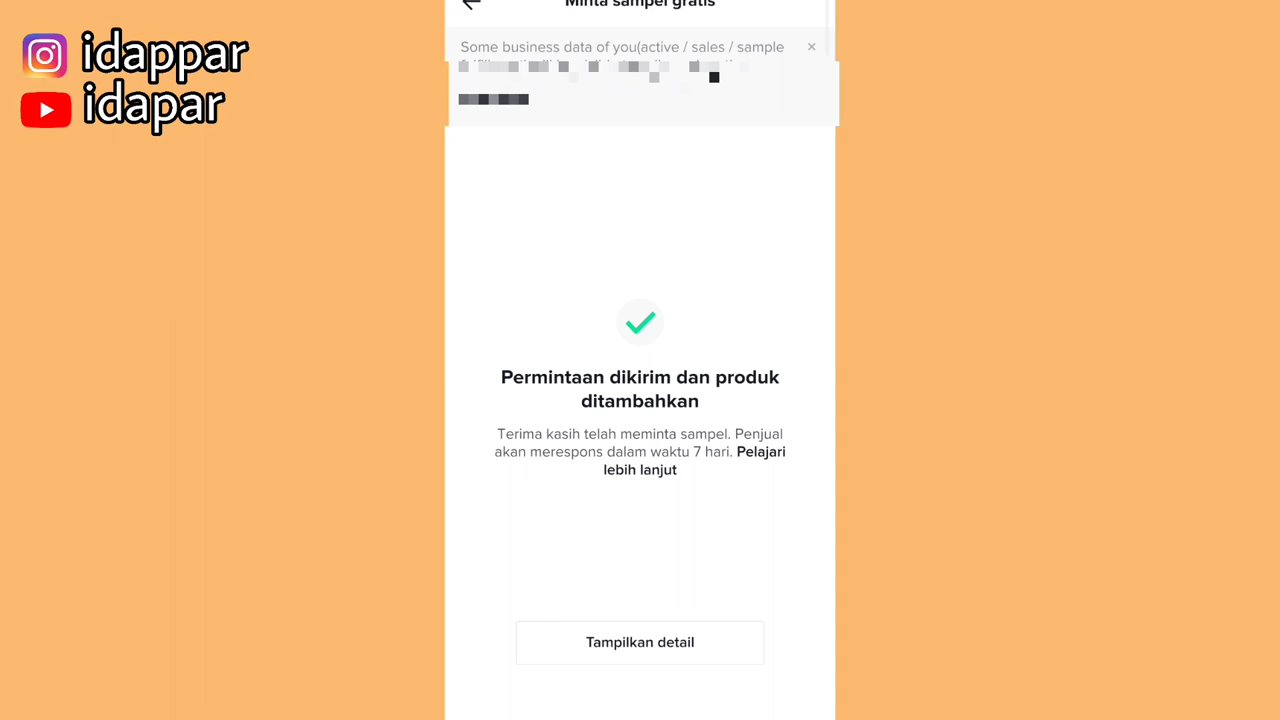 idappar
idapar
Minta sampel gratis
Some business data of you(active / sales / sample
Permintaan dikirim dan produk
ditambahkan
Terima kasih telah meminta sampel. Penjual
akan merespons dalam waktu 7 hari. Pelajari
lebih lanjut
Tampilkan detail